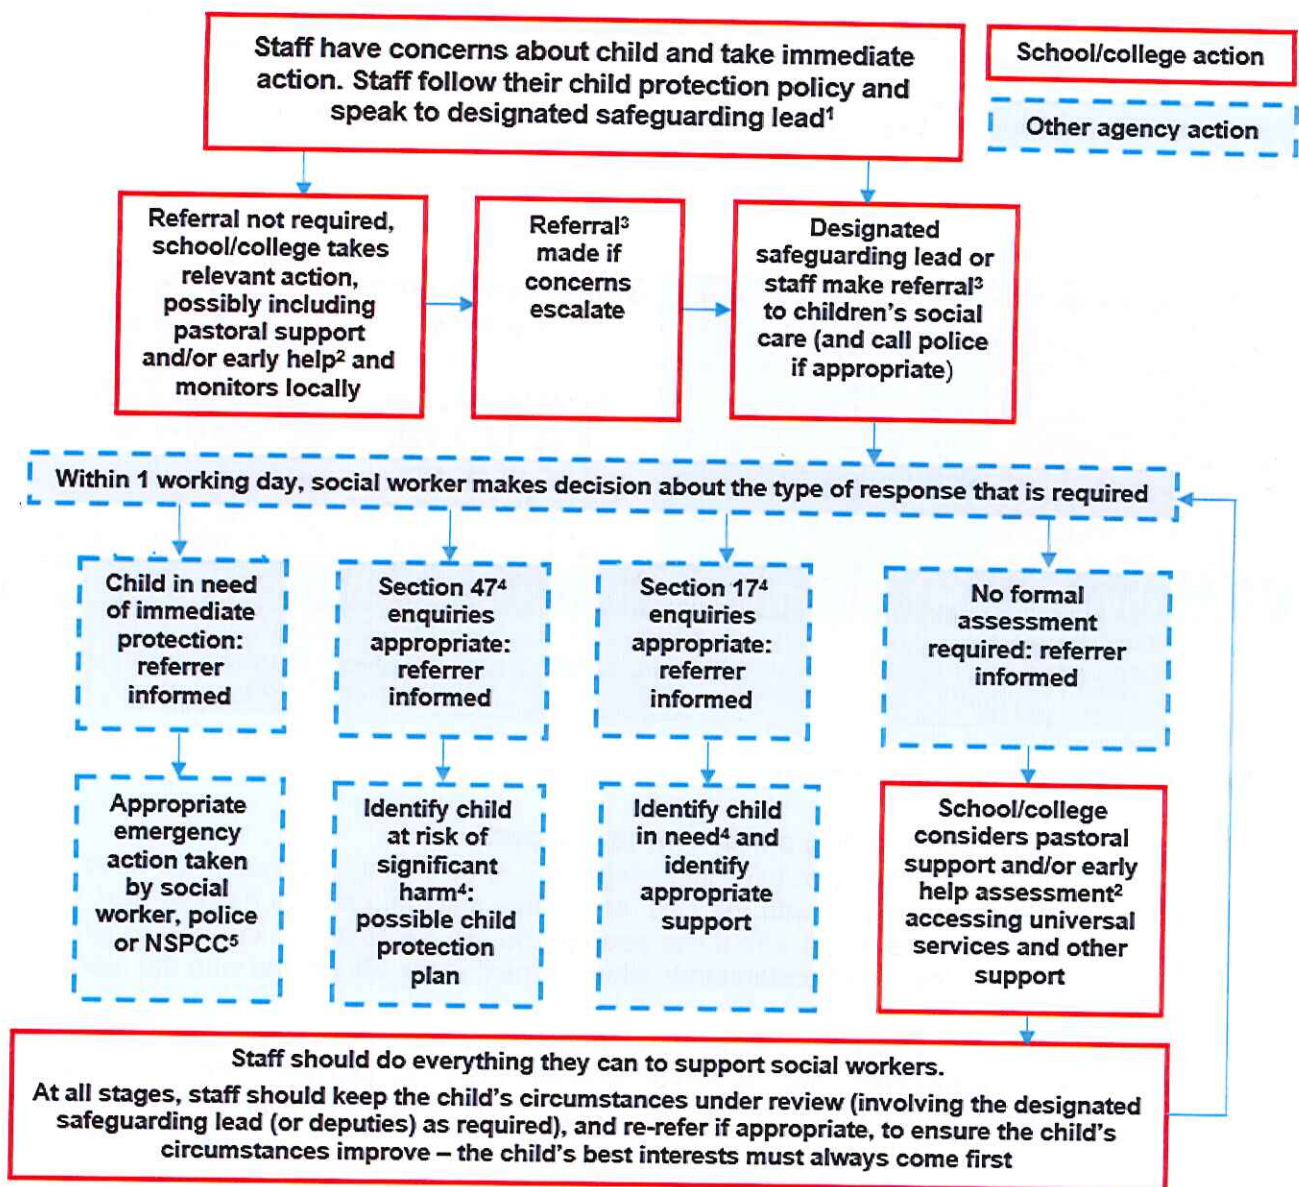 Staff have concerns about child and take immediate
action. Staff follow their child protection policy and
speak to designated safeguarding lead¹
School/college action
Other agency action
Referral not required,
school/college takes
relevant action,
possibly including
pastoral support
and/or early help² and
monitors locally
Referral³
made if
concerns
escalate
Designated
safeguarding lead or
staff make referral³
to children's social
care (and call police
if appropriate)
Within 1 working day, social worker makes decision about the type of response that is required
Child in need
of immediate
protection:
referrer
informed
Section 47⁴
enquiries
appropriate:
referrer
informed
Section 17⁴
enquiries
appropriate:
referrer
informed
No formal
assessment
required: referrer
informed
Appropriate
emergency
action taken
by social
worker, police
or NSPCC⁵
Identify child
at risk of
significant
harm⁴:
possible child
protection
plan
Identify child
in need⁴ and
identify
appropriate
support
School/college
considers pastoral
support and/or early
help assessment²
accessing universal
services and other
support
Staff should do everything they can to support social workers.
At all stages, staff should keep the child's circumstances under review (involving the designated
safeguarding lead (or deputies) as required), and re-refer if appropriate, to ensure the child's
circumstances improve – the child's best interests must always come first